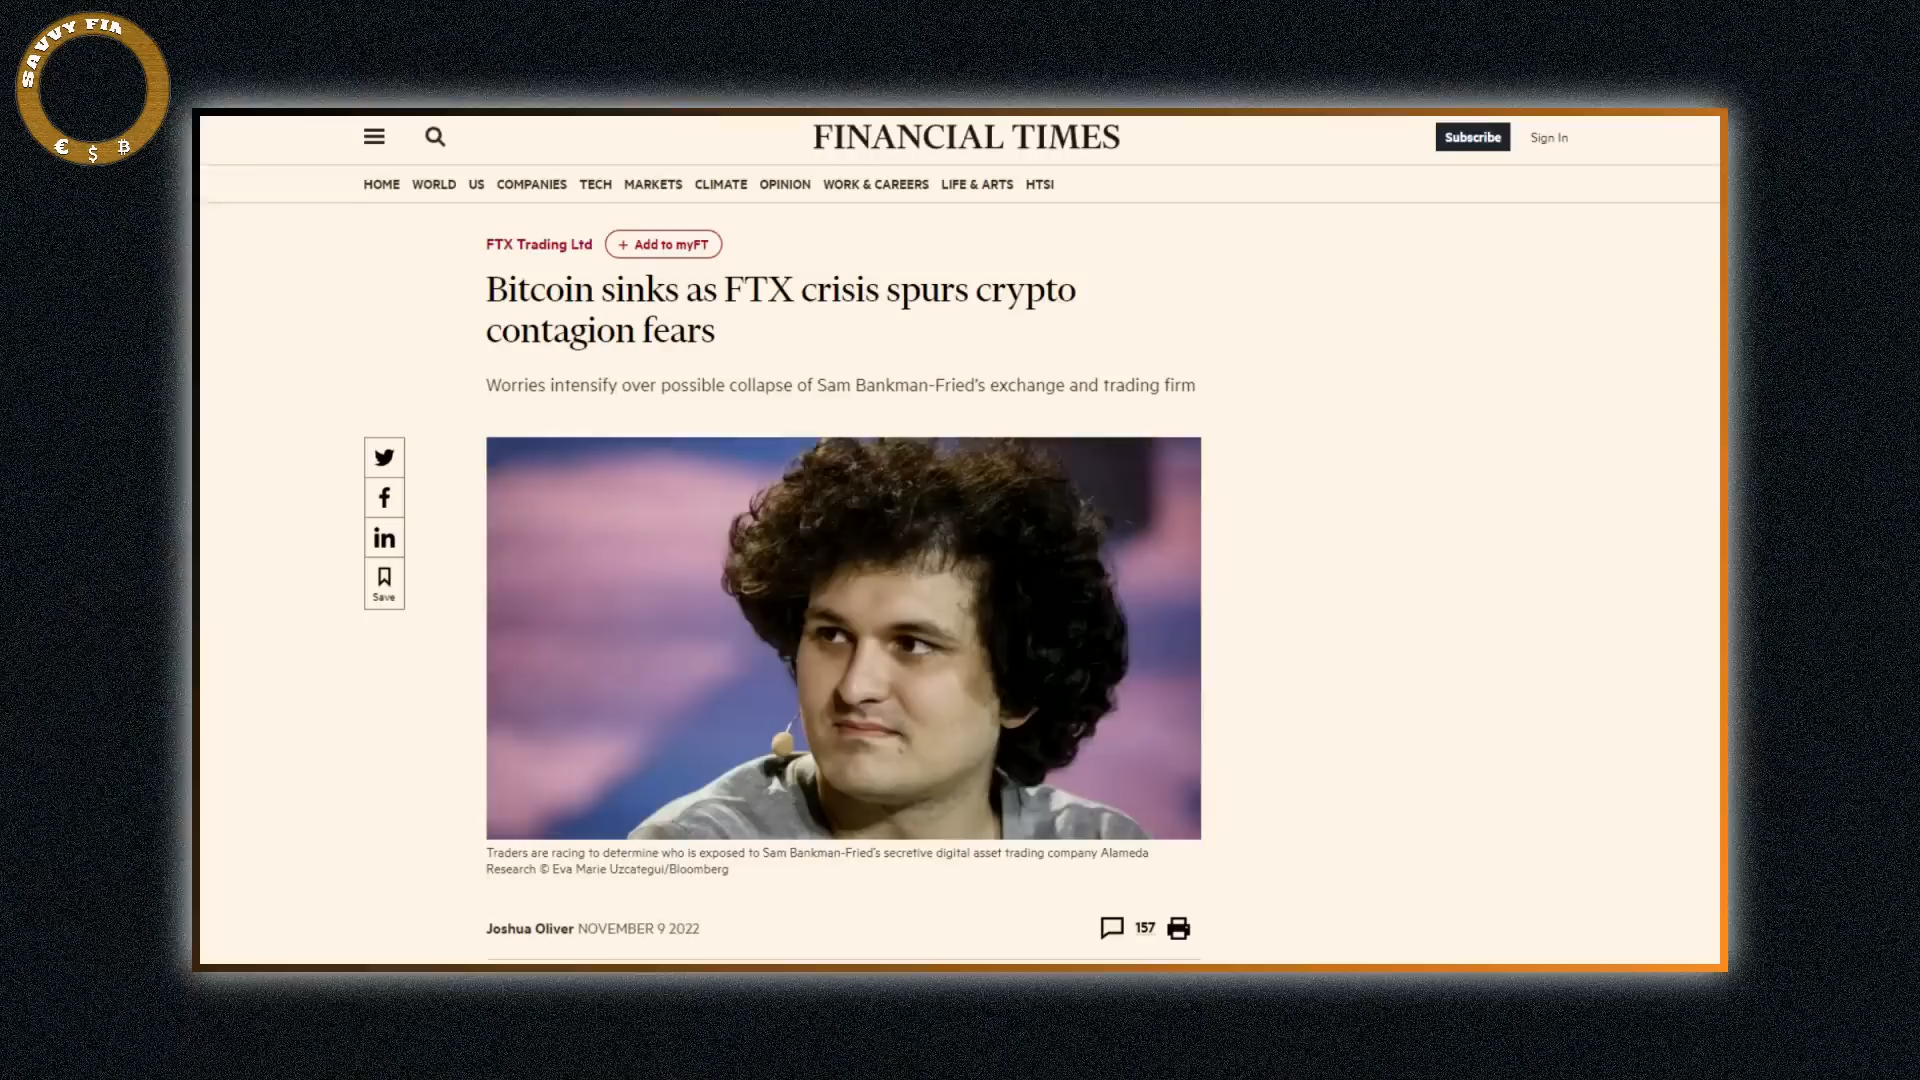 SAVVY FIA
€ $ ₿
FINANCIAL TIMES
Subscribe
Sign In
HOME WORLD US COMPANIES TECH MARKETS CLIMATE OPINION WORK & CAREERS LIFE & ARTS HTSI
FTX Trading Ltd
+ Add to myFT
Bitcoin sinks as FTX crisis spurs crypto
contagion fears
Worries intensify over possible collapse of Sam Bankman-Fried’s exchange and trading firm
Save
Traders are racing to determine who is exposed to Sam Bankman-Fried’s secretive digital asset trading company Alameda
Research © Eva Marie Uzcategui/Bloomberg
Joshua Oliver NOVEMBER 9 2022
157